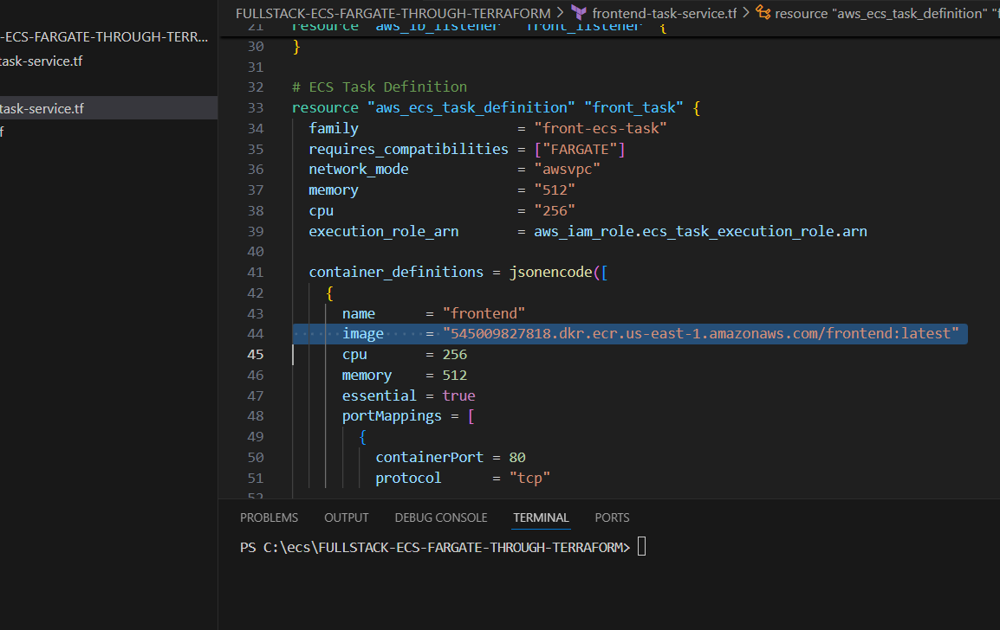 FULLSTACK-ECS-FARGATE-THROUGH-TERRAFORM > frontend-task-service.tf > resource "aws_ecs_task_definition" "f
-ECS-FARGATE-THROUGH-TERR...
task-service.tf
task-service.tf
f
21 resource "aws_lb_listener" "front_listener" {
30 }
31
32 # ECS Task Definition
33 resource "aws_ecs_task_definition" "front_task" {
34 family = "front-ecs-task"
35 requires_compatibilities = ["FARGATE"]
36 network_mode = "awsvpc"
37 memory = "512"
38 cpu = "256"
39 execution_role_arn = aws_iam_role.ecs_task_execution_role.arn
40
41 container_definitions = jsonencode([
42 {
43 name = "frontend"
44 image = "545009827818.dkr.ecr.us-east-1.amazonaws.com/frontend:latest"
45 cpu = 256
46 memory = 512
47 essential = true
48 portMappings = [
49 {
50 containerPort = 80
51 protocol = "tcp"
52
PROBLEMS OUTPUT DEBUG CONSOLE TERMINAL PORTS
PS C:\ecs\FULLSTACK-ECS-FARGATE-THROUGH-TERRAFORM>